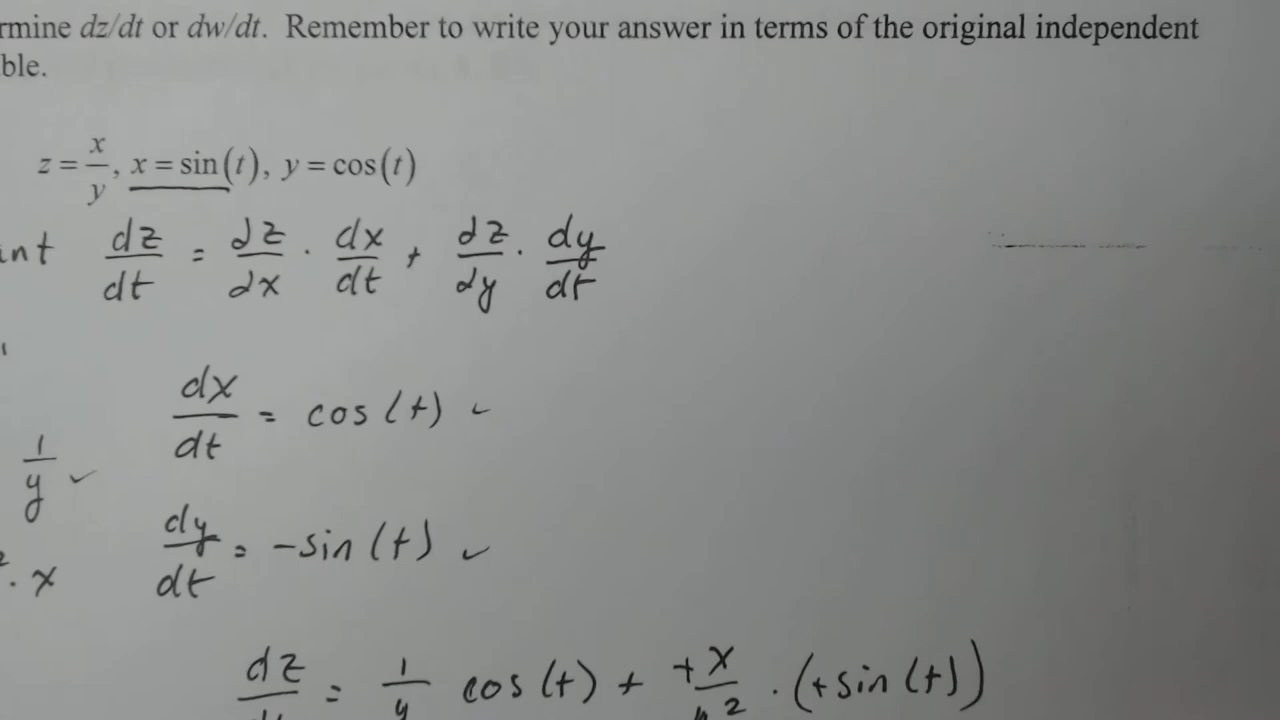 rmine dz/dt or dw/dt. Remember to write your answer in terms of the original independent
ble.
z = x/y, x = sin(t), y = cos(t)
int dz/dt = ∂z/∂x · dx/dt + ∂z/∂y · dy/dt
dx/dt = cos(t) ✓
1/y ✓
dy/dt = -sin(t) ✓
2 · x
dz/dt = 1/y cos(t) + +x/y² · (+sin(t))